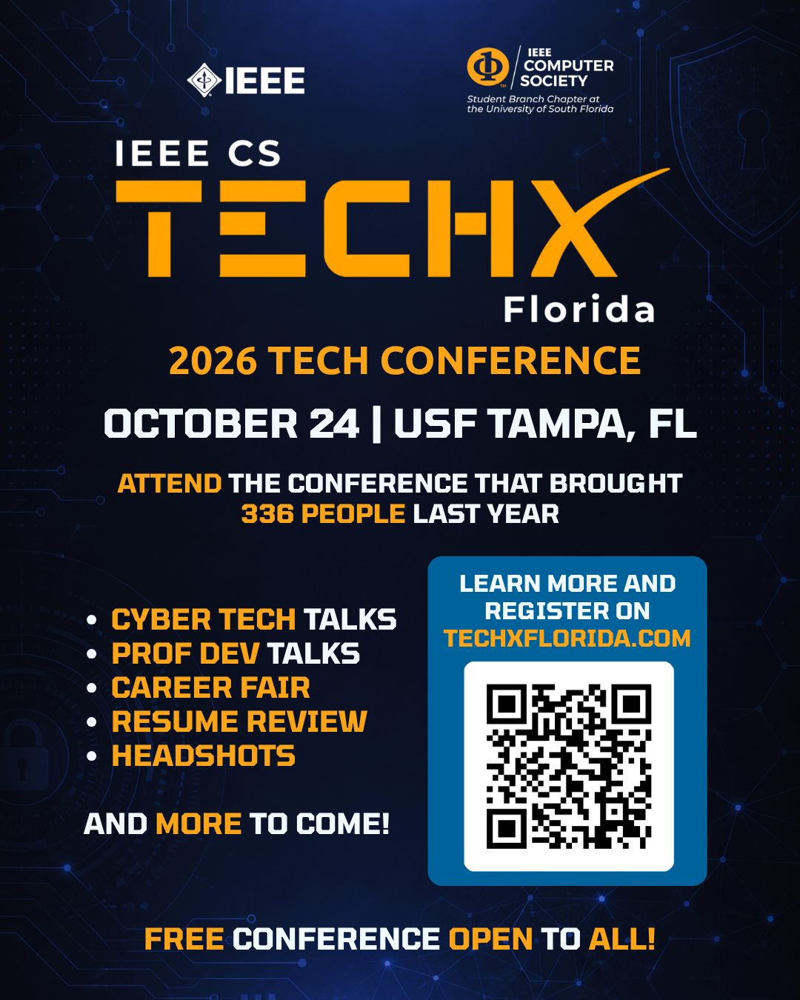 IEEE
IEEE
COMPUTER
SOCIETY
TM
Student Branch Chapter at
the University of South Florida
IEEE CS
TECHX
Florida
2026 TECH CONFERENCE
OCTOBER 24 | USF TAMPA, FL
ATTEND THE CONFERENCE THAT BROUGHT
336 PEOPLE LAST YEAR
• CYBER TECH TALKS
• PROF DEV TALKS
• CAREER FAIR
• RESUME REVIEW
• HEADSHOTS
AND MORE TO COME!
LEARN MORE AND
REGISTER ON
TECHXFLORIDA.COM
FREE CONFERENCE OPEN TO ALL!